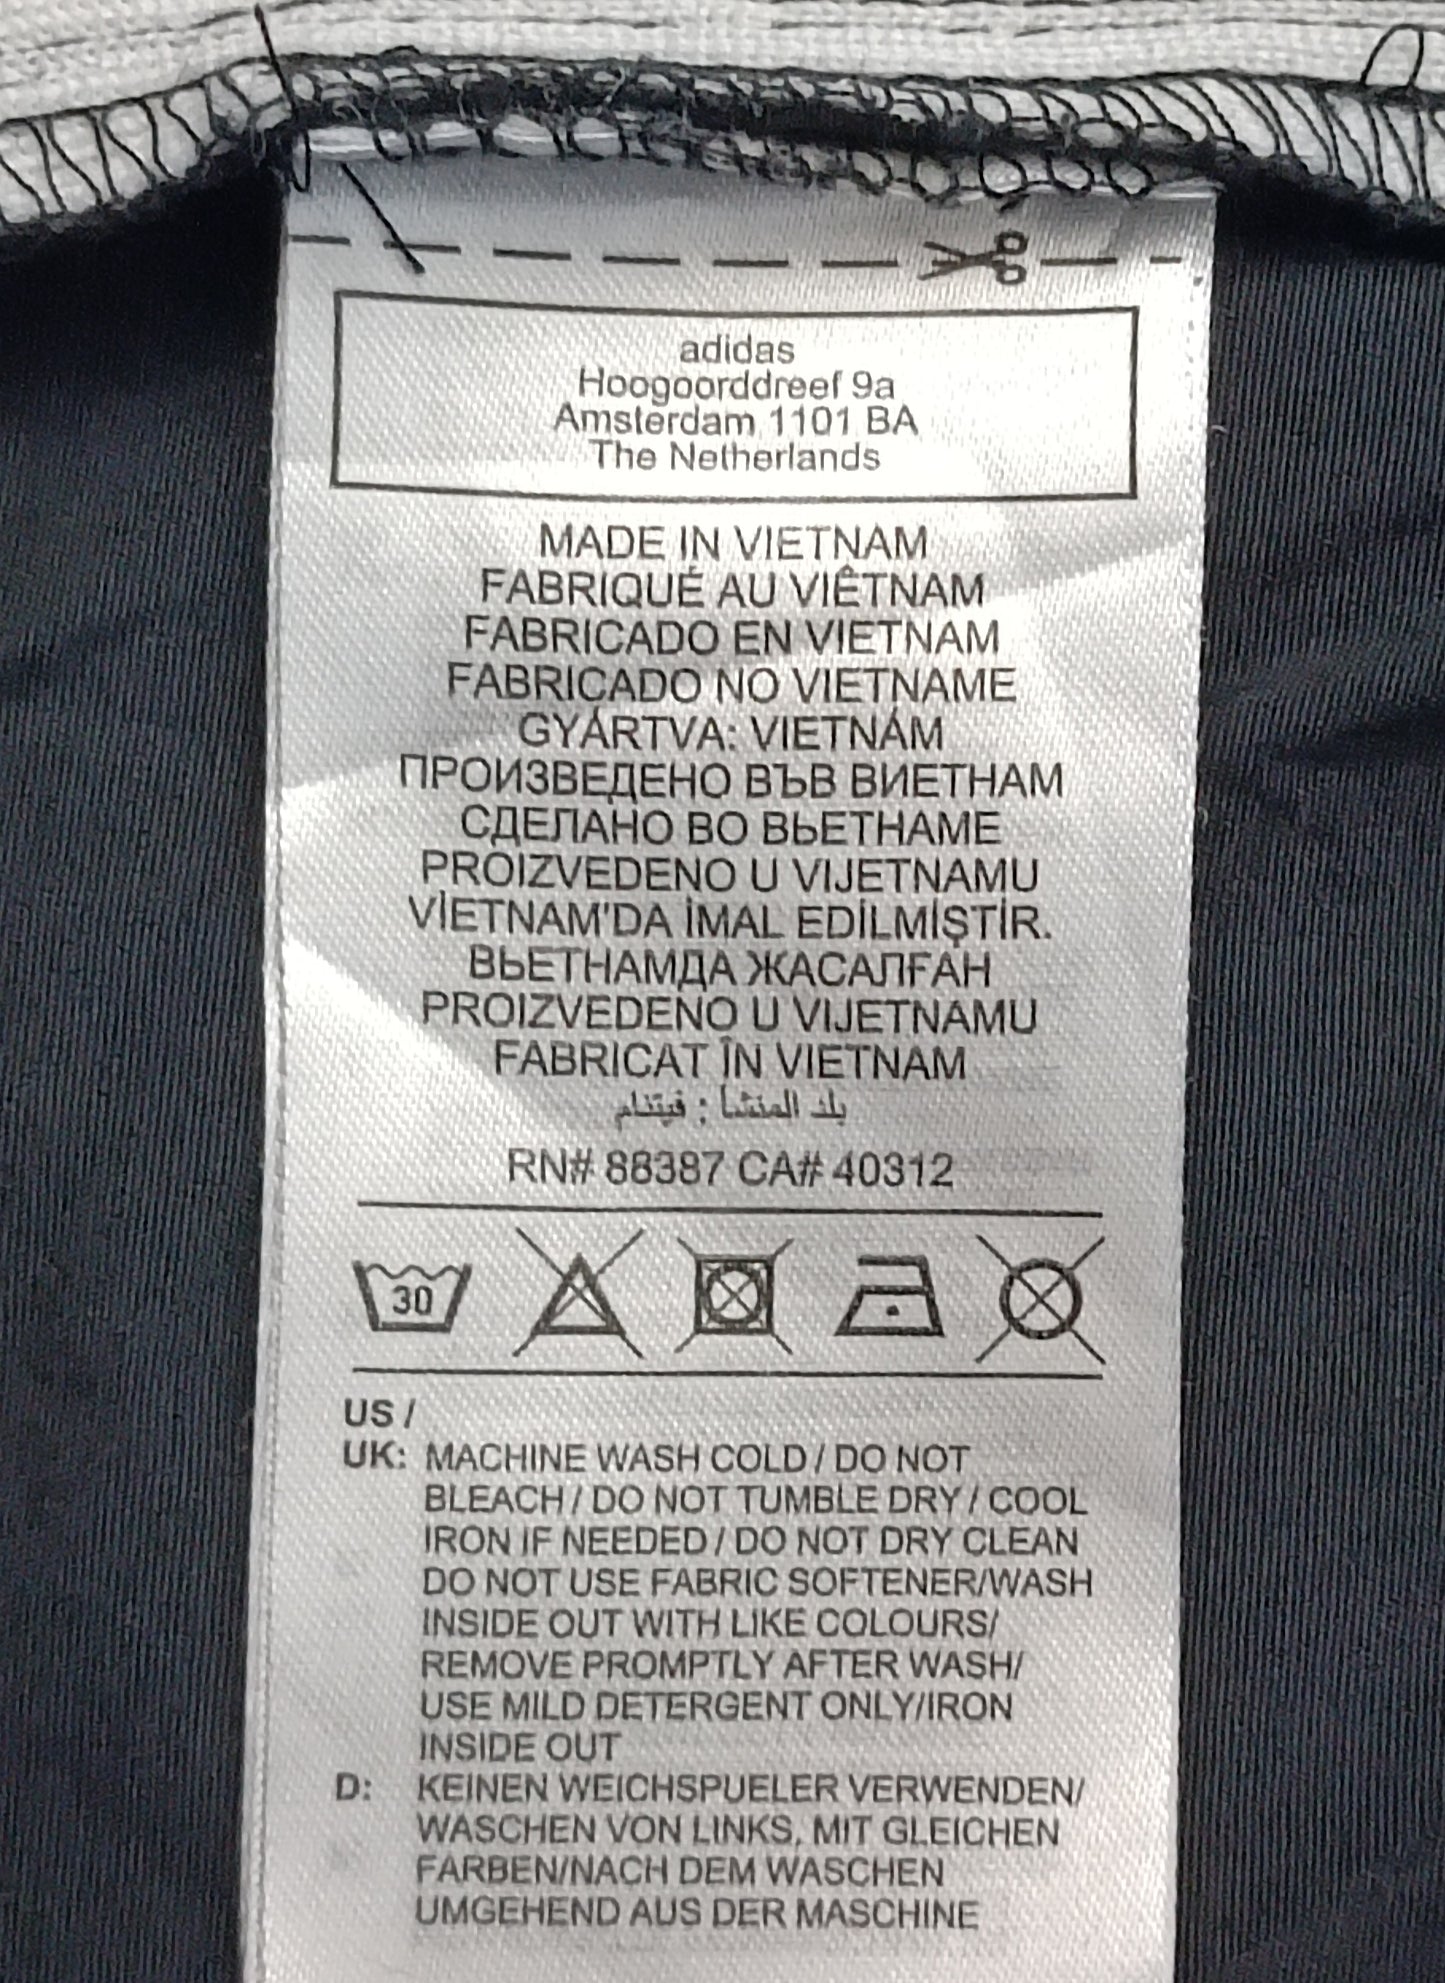 adidas
Hoogoorddreef 9a
Amsterdam 1101 BA
The Netherlands
MADE IN VIETNAM
FABRIQUÉ AU VIÊTNAM
FABRICADO EN VIETNAM
FABRICADO NO VIETNAME
GYÁRTVA: VIETNÁM
ПРОИЗВЕДЕНО ВЪВ ВИЕТНАМ
СДЕЛАНО ВО ВЬЕТНАМЕ
PROIZVEDENO U VIJETNAMU
VİETNAM'DA İMAL EDİLMİŞTİR.
ВЬЕТНАМДА ЖАСАЛҒАН
PROIZVEDENO U VIJETNAMU
FABRICAT ÎN VIETNAM
بلد المنشأ : فيتنام
RN# 88387 CA# 40312
30
US /
UK: MACHINE WASH COLD / DO NOT
BLEACH / DO NOT TUMBLE DRY / COOL
IRON IF NEEDED / DO NOT DRY CLEAN
DO NOT USE FABRIC SOFTENER/WASH
INSIDE OUT WITH LIKE COLOURS/
REMOVE PROMPTLY AFTER WASH/
USE MILD DETERGENT ONLY/IRON
INSIDE OUT
D: KEINEN WEICHSPUELER VERWENDEN/
WASCHEN VON LINKS, MIT GLEICHEN
FARBEN/NACH DEM WASCHEN
UMGEHEND AUS DER MASCHINE